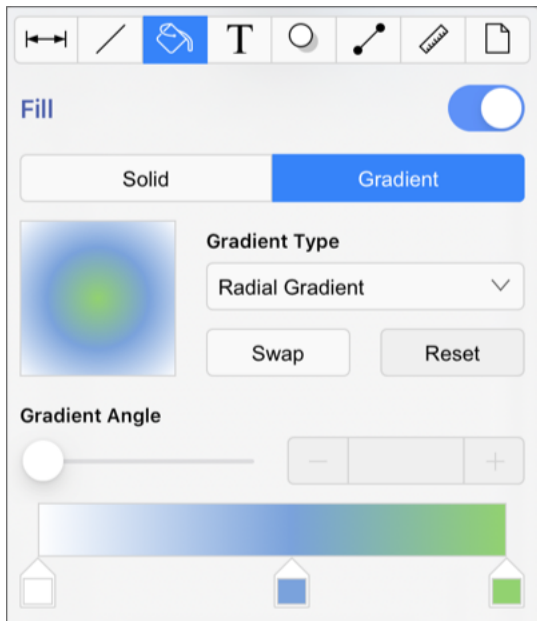 T
Fill
Solid
Gradient
Gradient Type
Radial Gradient
Swap
Reset
Gradient Angle